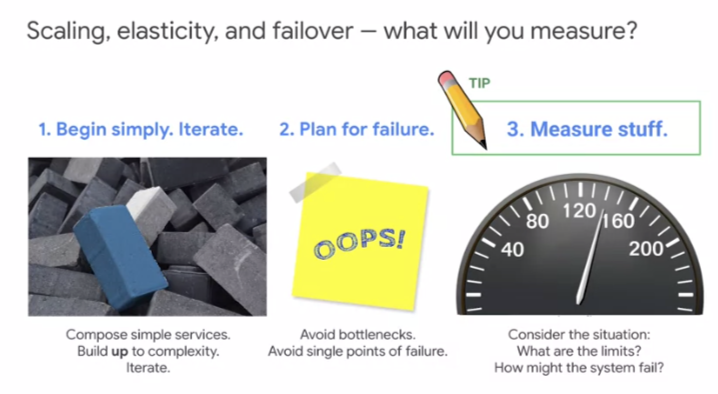 Scaling, elasticity, and failover – what will you measure?
TIP
1. Begin simply. Iterate.
2. Plan for failure.
3. Measure stuff.
OOPS!
40
80
120
160
200
Compose simple services.
Build up to complexity.
Iterate.
Avoid bottlenecks.
Avoid single points of failure.
Consider the situation:
What are the limits?
How might the system fail?